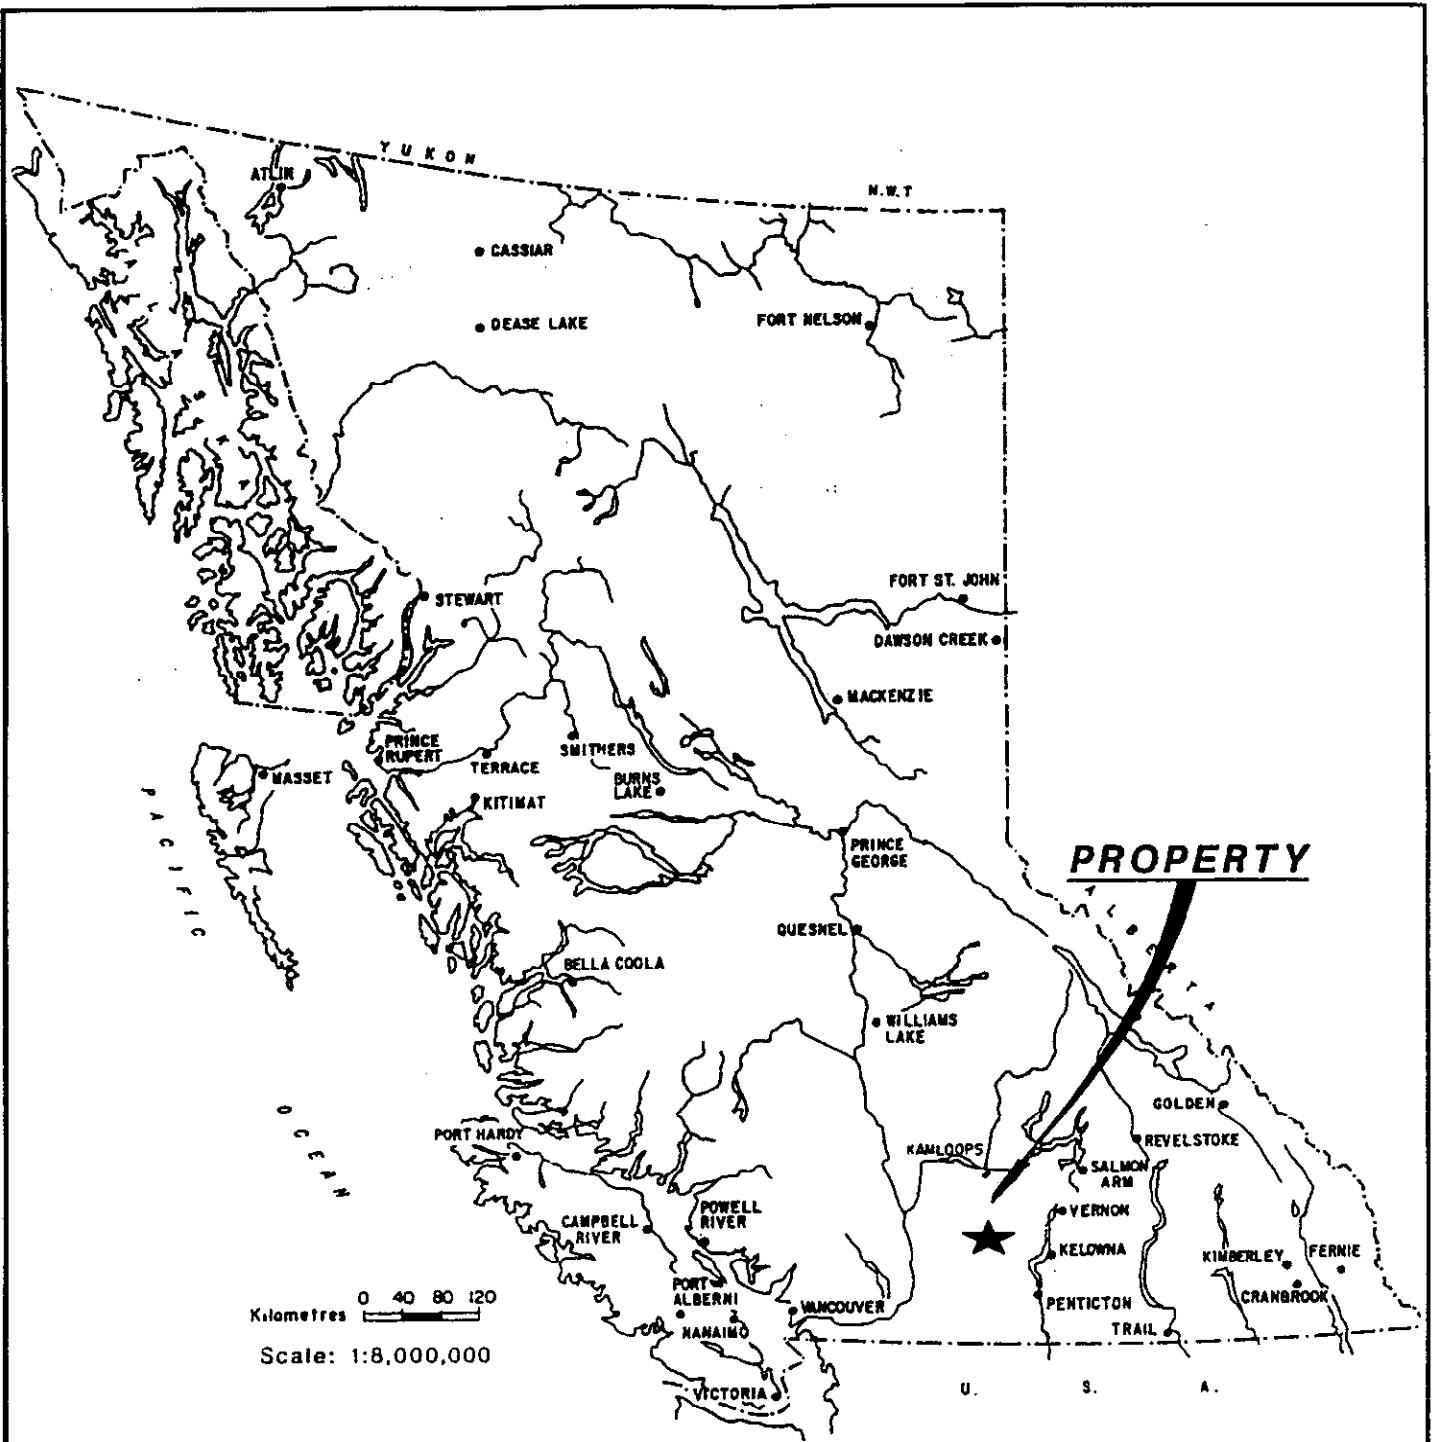 YUKON
N.W.T
ATLIN
CASSIAR
DEASE LAKE
FORT NELSON
ALASKA
FORT ST. JOHN
STEWART
DAWSON CREEK
MACKENZIE
PRINCE
RUPERT
SMITHERS
TERRACE
MASSET
BURNS
LAKE
KITIMAT
PACIFIC
PRINCE
GEORGE
PROPERTY
ALBERTA
QUESNEL
BELLA COOLA
WILLIAMS
LAKE
OCEAN
GOLDEN
PORT HARDY
REVELSTOKE
KAMLOOPS
SALMON
ARM
POWELL
RIVER
VERNON
CAMPBELL
RIVER
KELOWNA
KIMBERLEY
FERNIE
PORT
ALBERNI
CRANBROOK
PENTICTON
VANCOUVER
TRAIL
NANAIMO
0 40 80 120
Kilometres
Scale: 1:8,000,000
VICTORIA
U. S. A.